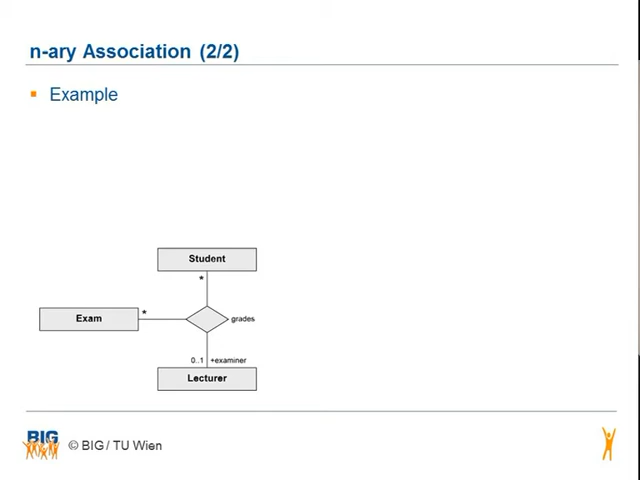 n-ary Association (2/2)
Example
Student
*
Exam
*
grades
0..1 +examiner
Lecturer
BIG
© BIG / TU Wien